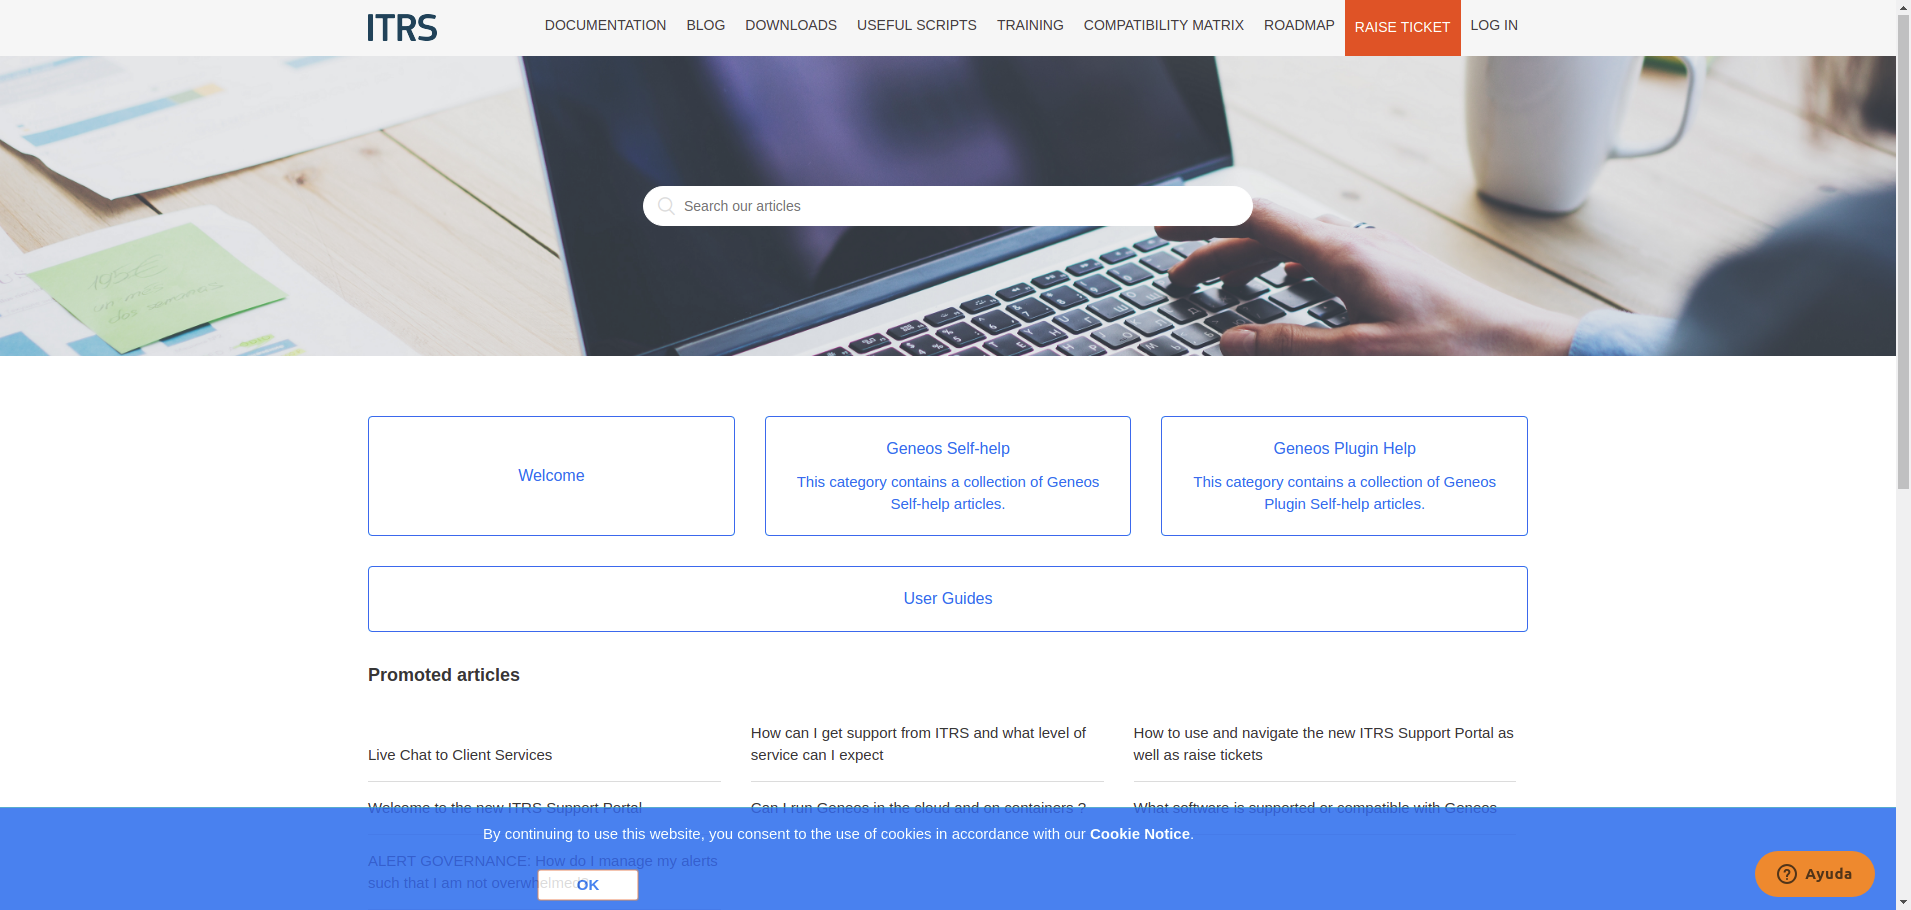 ITRS
DOCUMENTATION BLOG DOWNLOADS USEFUL SCRIPTS TRAINING COMPATIBILITY MATRIX ROADMAP RAISE TICKET LOG IN
Search our articles
Welcome
Geneos Self-help
This category contains a collection of Geneos
Self-help articles.
Geneos Plugin Help
This category contains a collection of Geneos
Plugin Self-help articles.
User Guides
Promoted articles
Live Chat to Client Services
How can I get support from ITRS and what level of
service can I expect
How to use and navigate the new ITRS Support Portal as
well as raise tickets
Welcome to the new ITRS Support Portal
Can I run Geneos in the cloud and on containers ?
What software is supported or compatible with Geneos
By continuing to use this website, you consent to the use of cookies in accordance with our Cookie Notice.
ALERT GOVERNANCE: How do I manage my alerts
such that I am not overwhelmed?
OK
Ayuda